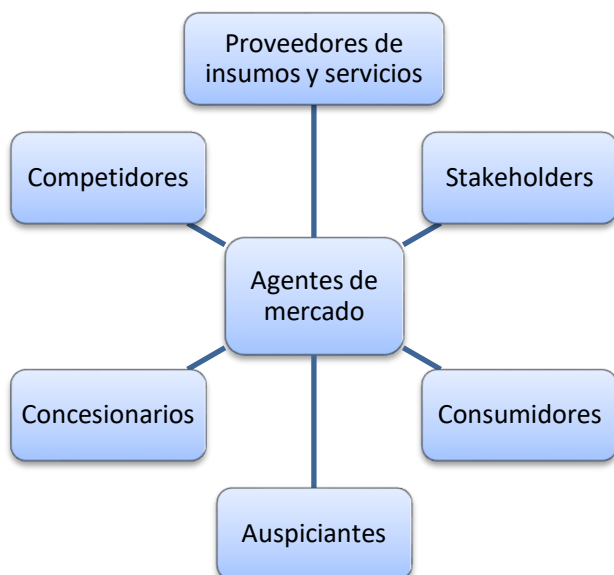 Proveedores de
insumos y servicios
Competidores
Stakeholders
Agentes de
mercado
Concesionarios
Consumidores
Auspiciantes